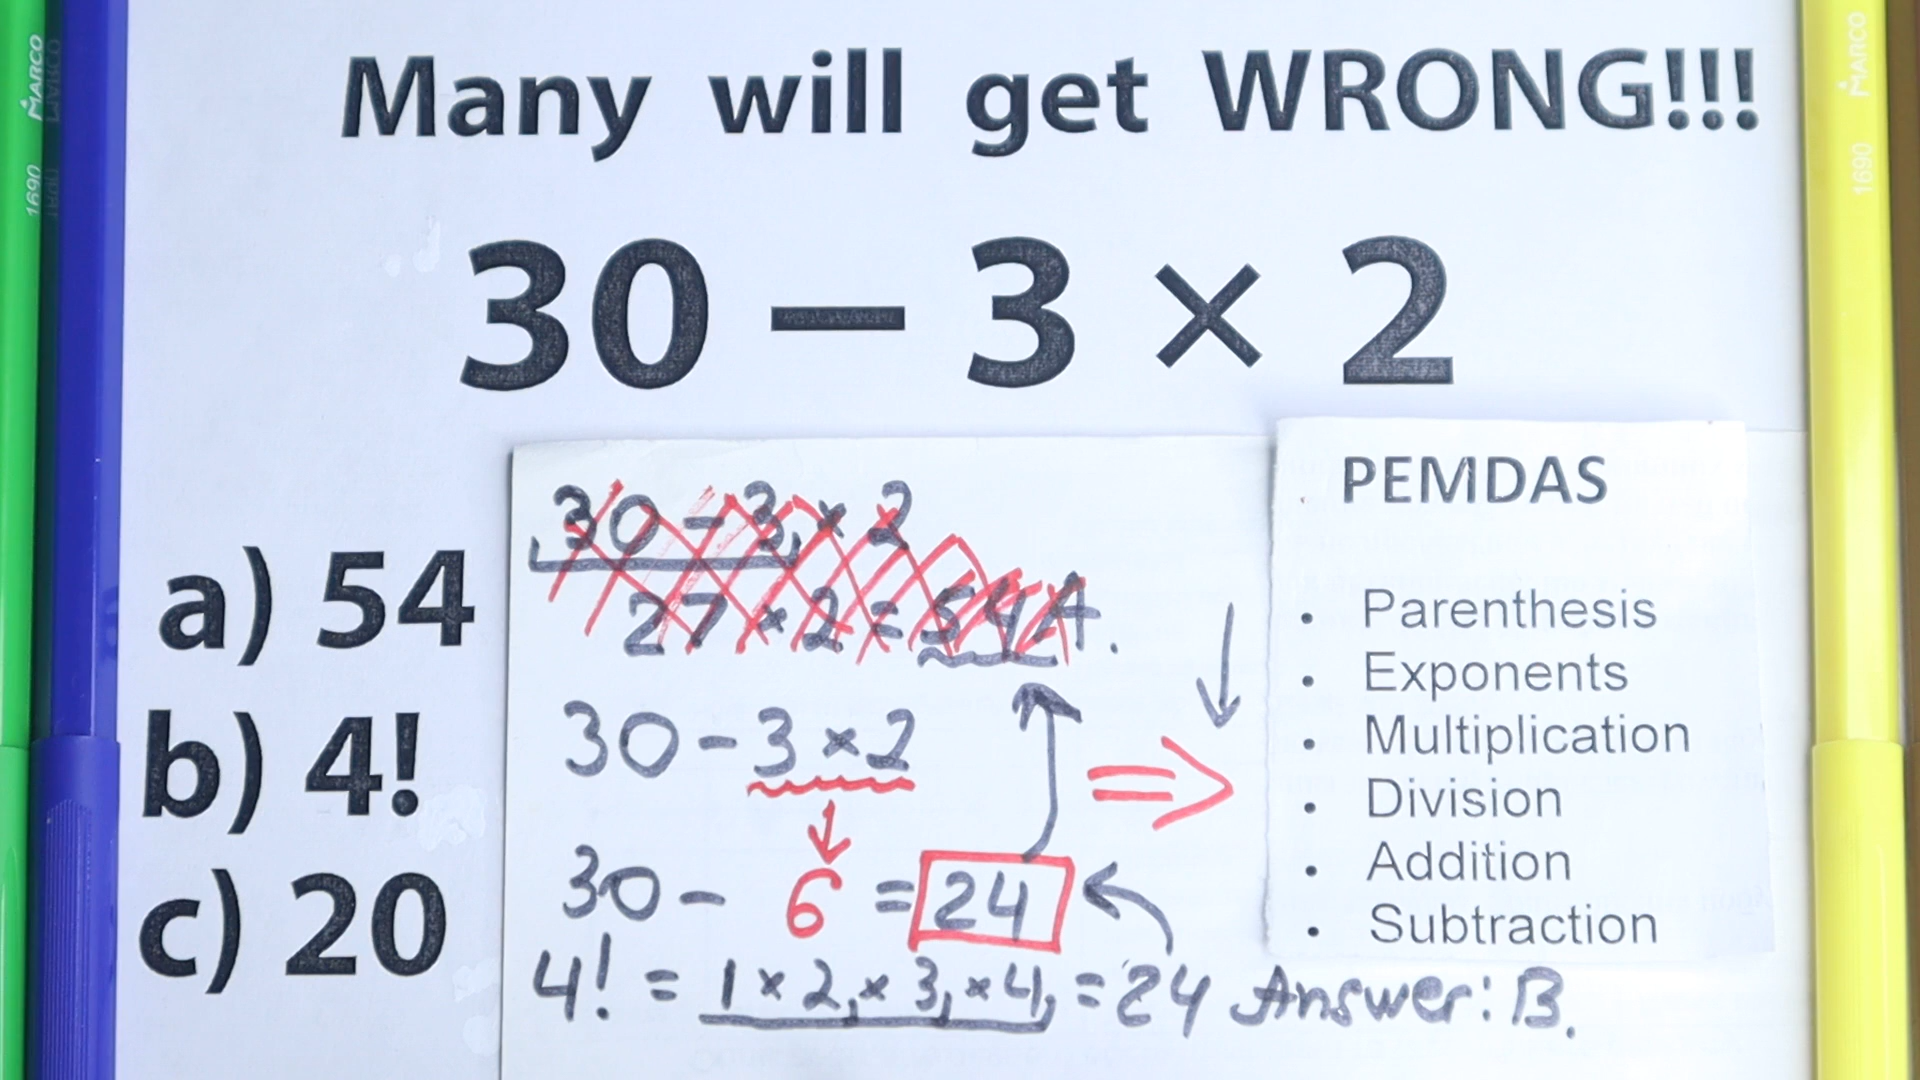 Many will get WRONG!!!
30 – 3 × 2
a) 54
b) 4!
c) 20
30 - 3 × 2
27 × 2 = 54 A.
30 - 3 × 2
30 - 6 = 24
4! = 1 × 2 × 3 × 4 = 24 Answer: B.
PEMDAS
• Parenthesis
• Exponents
• Multiplication
• Division
• Addition
• Subtraction
MARCO
1690
MARCO
1690